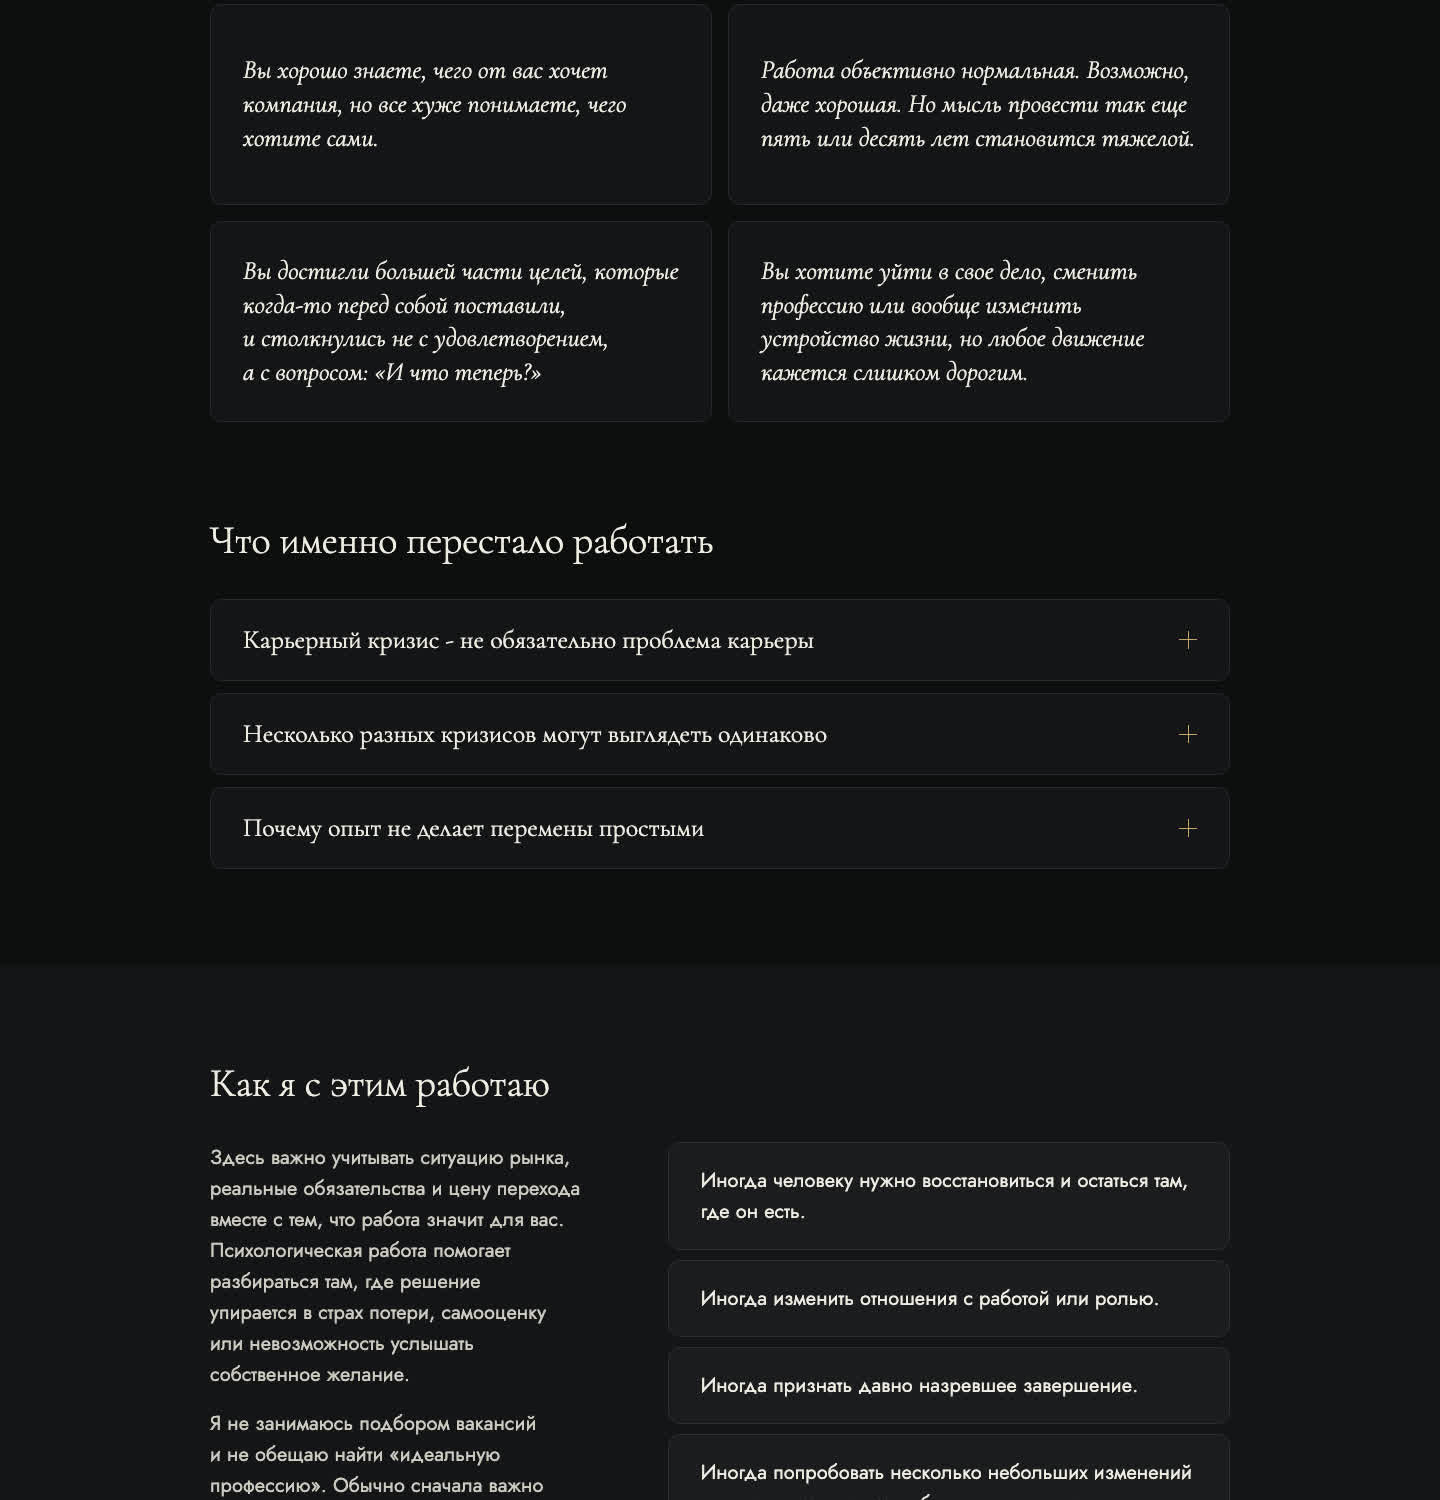 Вы хорошо знаете, чего от вас хочет
компания, но все хуже понимаете, чего
хотите сами.
Работа объективно нормальная. Возможно,
даже хорошая. Но мысль провести так еще
пять или десять лет становится тяжелой.
Вы достигли большей части целей, которые
когда-то перед собой поставили,
и столкнулись не с удовлетворением,
а с вопросом: «И что теперь?»
Вы хотите уйти в свое дело, сменить
профессию или вообще изменить
устройство жизни, но любое движение
кажется слишком дорогим.
Что именно перестало работать
Карьерный кризис - не обязательно проблема карьеры
Несколько разных кризисов могут выглядеть одинаково
Почему опыт не делает перемены простыми
Как я с этим работаю
Здесь важно учитывать ситуацию рынка,
реальные обязательства и цену перехода
вместе с тем, что работа значит для вас.
Психологическая работа помогает
разбираться там, где решение
упирается в страх потери, самооценку
или невозможность услышать
собственное желание.
Я не занимаюсь подбором вакансий
и не обещаю найти «идеальную
профессию». Обычно сначала важно
Иногда человеку нужно восстановиться и остаться там,
где он есть.
Иногда изменить отношения с работой или ролью.
Иногда признать давно назревшее завершение.
Иногда попробовать несколько небольших изменений